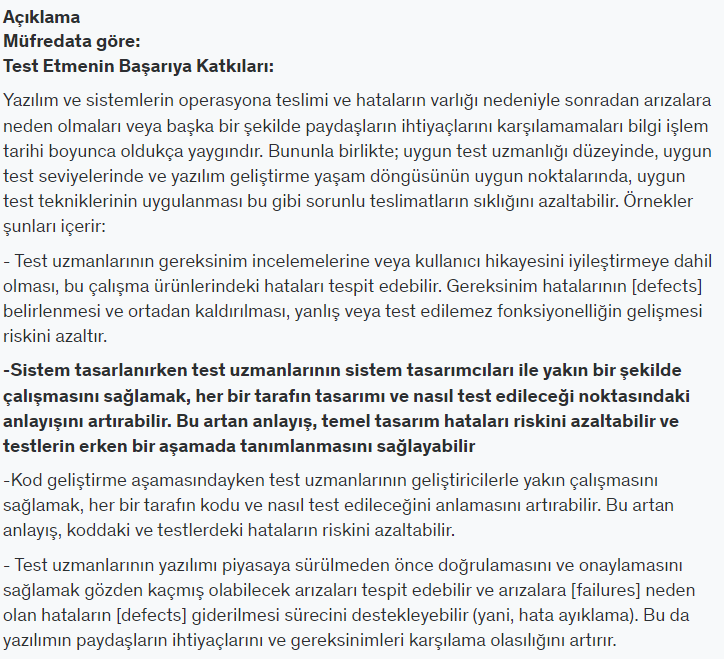 Açıklama
Müfredata göre:
Test Etmenin Başarıya Katkıları:
Yazılım ve sistemlerin operasyona teslimi ve hataların varlığı nedeniyle sonradan arızalara
neden olmaları veya başka bir şekilde paydaşların ihtiyaçlarını karşılamamaları bilgi işlem
tarihi boyunca oldukça yaygındır. Bununla birlikte; uygun test uzmanlığı düzeyinde, uygun
test seviyelerinde ve yazılım geliştirme yaşam döngüsünün uygun noktalarında, uygun
test tekniklerinin uygulanması bu gibi sorunlu teslimatların sıklığını azaltabilir. Örnekler
şunları içerir:
- Test uzmanlarının gereksinim incelemelerine veya kullanıcı hikayesini iyileştirmeye dahil
olması, bu çalışma ürünlerindeki hataları tespit edebilir. Gereksinim hatalarının [defects]
belirlenmesi ve ortadan kaldırılması, yanlış veya test edilemez fonksiyonelliğin gelişmesi
riskini azaltır.
-Sistem tasarlanırken test uzmanlarının sistem tasarımcıları ile yakın bir şekilde
çalışmasını sağlamak, her bir tarafın tasarımı ve nasıl test edileceği noktasındaki
anlayışını artırabilir. Bu artan anlayış, temel tasarım hataları riskini azaltabilir ve
testlerin erken bir aşamada tanımlanmasını sağlayabilir
-Kod geliştirme aşamasındayken test uzmanlarının geliştiricilerle yakın çalışmasını
sağlamak, her bir tarafın kodu ve nasıl test edileceğini anlamasını artırabilir. Bu artan
anlayış, koddaki ve testlerdeki hataların riskini azaltabilir.
- Test uzmanlarının yazılımı piyasaya sürülmeden önce doğrulamasını ve onaylamasını
sağlamak gözden kaçmış olabilecek arızaları tespit edebilir ve arızalara [failures] neden
olan hataların [defects] giderilmesi sürecini destekleyebilir (yani, hata ayıklama). Bu da
yazılımın paydaşların ihtiyaçlarını ve gereksinimleri karşılama olasılığını artırır.